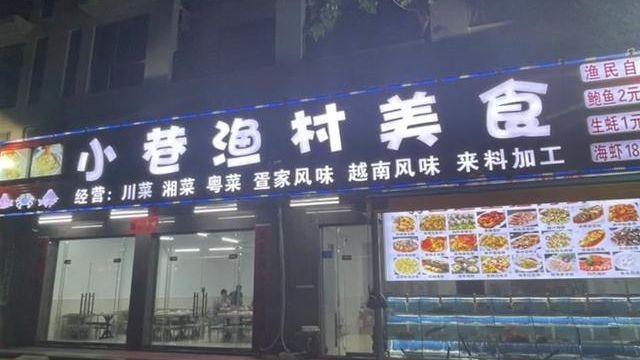 小巷渔村美食
经营：川菜 湘菜 粤菜 疍家风味 越南风味 来料加工
渔民自
鲍鱼2元
生蚝1元
海虾18